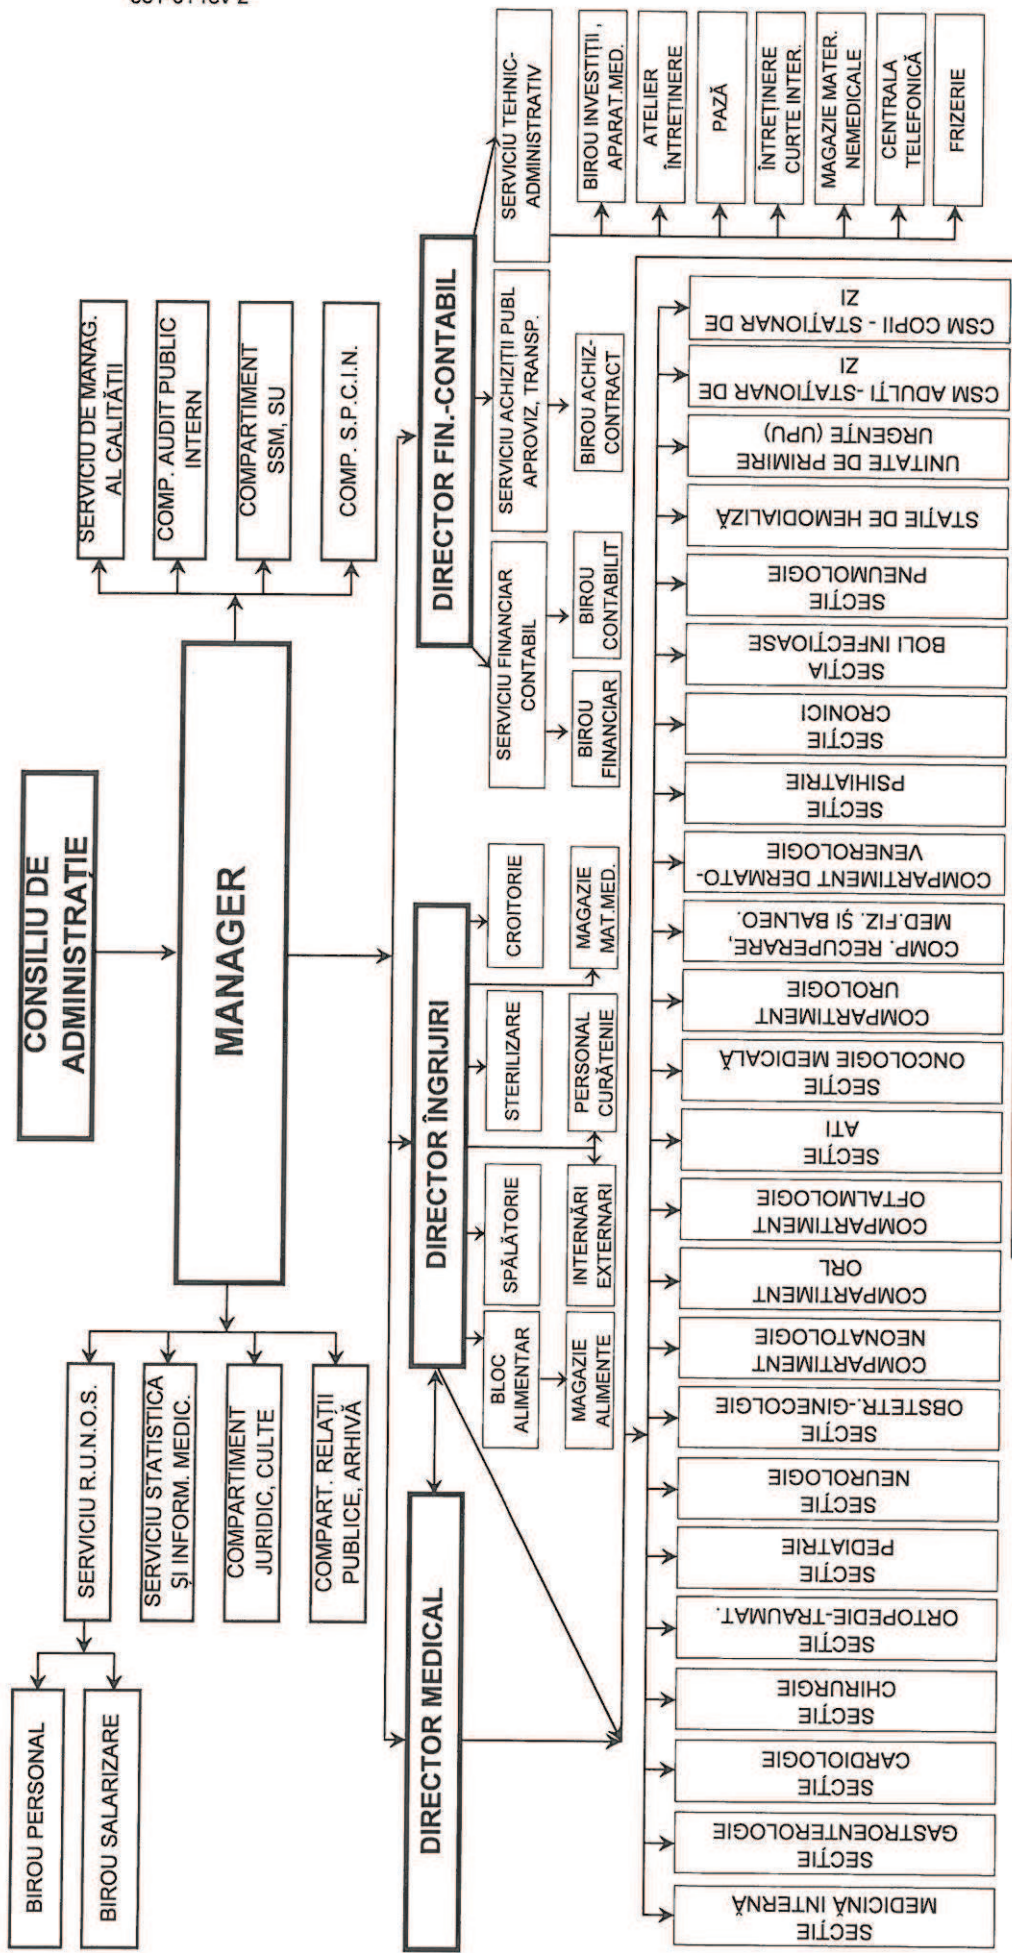 CONSILIU DE
ADMINISTRAȚIE
MANAGER
SERVICIU R.U.N.O.S.
SERVICIU STATISTICA
ȘI INFORM. MEDIC.
COMPARTIMENT
JURIDIC, CULTE
COMPART. RELAȚII
PUBLICE, ARHIVĂ
BIROU PERSONAL
BIROU SALARIZARE
SERVICIU DE MANAG.
AL CALITĂTII
COMP. AUDIT PUBLIC
INTERN
COMPARTIMENT
SSM, SU
COMP. S.P.C.I.N.
DIRECTOR MEDICAL
DIRECTOR ÎNGRIJIRI
DIRECTOR FIN.-CONTABIL
BLOC
ALIMENTAR
SPĂLĂTORIE
STERILIZARE
CROITORIE
MAGAZIE
ALIMENTE
INTERNĂRI
EXTERNARI
PERSONAL
CURĂTENIE
MAGAZIE
MAT.MED.
SERVICIU FINANCIAR
CONTABIL
SERVICIU ACHIZIȚII PUBL
APROVIZ, TRANSP.
SERVICIU TEHNIC-
ADMINISTRATIV
BIROU
FINANCIAR
BIROU
CONTABILIT
BIROU ACHIZ-
CONTRACT
BIROU INVESTIȚII ,
APARAT.MED.
ATELIER
ÎNTREȚINERE
PAZĂ
ÎNTREȚINERE
CURTE INTER.
MAGAZIE MATER.
NEMEDICALE
CENTRALA
TELEFONICĂ
FRIZERIE
SECȚIE
MEDICINĂ INTERNĂ
SECȚIE
GASTROENTEROLOGIE
SECȚIE
CARDIOLOGIE
SECȚIE
CHIRURGIE
SECȚIE
ORTOPEDIE-TRAUMAT.
SECȚIE
PEDIATRIE
SECȚIE
NEUROLOGIE
SECȚIE
OBSTETR.-GINECOLGIE
COMPARTIMENT
NEONATOLOGIE
COMPARTIMENT
ORL
COMPARTIMENT
OFTALMOLOGIE
SECȚIE
ATI
SECȚIE
ONCOLOGIE MEDICALĂ
COMPARTIMENT
UROLOGIE
COMP. RECUPERARE,
MED.FIZ. ȘI BALNEO.
COMPARTIMENT DERMATO-
VENEROLOGIE
SECȚIE
PSIHIATRIE
SECȚIE
CRONICI
SECȚIA
BOLI INFECȚIOASE
SECȚIE
PNEUMOLOGIE
STAȚIE DE HEMODIALIZĂ
UNITATE DE PRIMIRE
URGENȚE (UPU)
CSM ADULȚI -STAȚIONAR DE
ZI
CSM COPII - STAȚIONAR DE
ZI